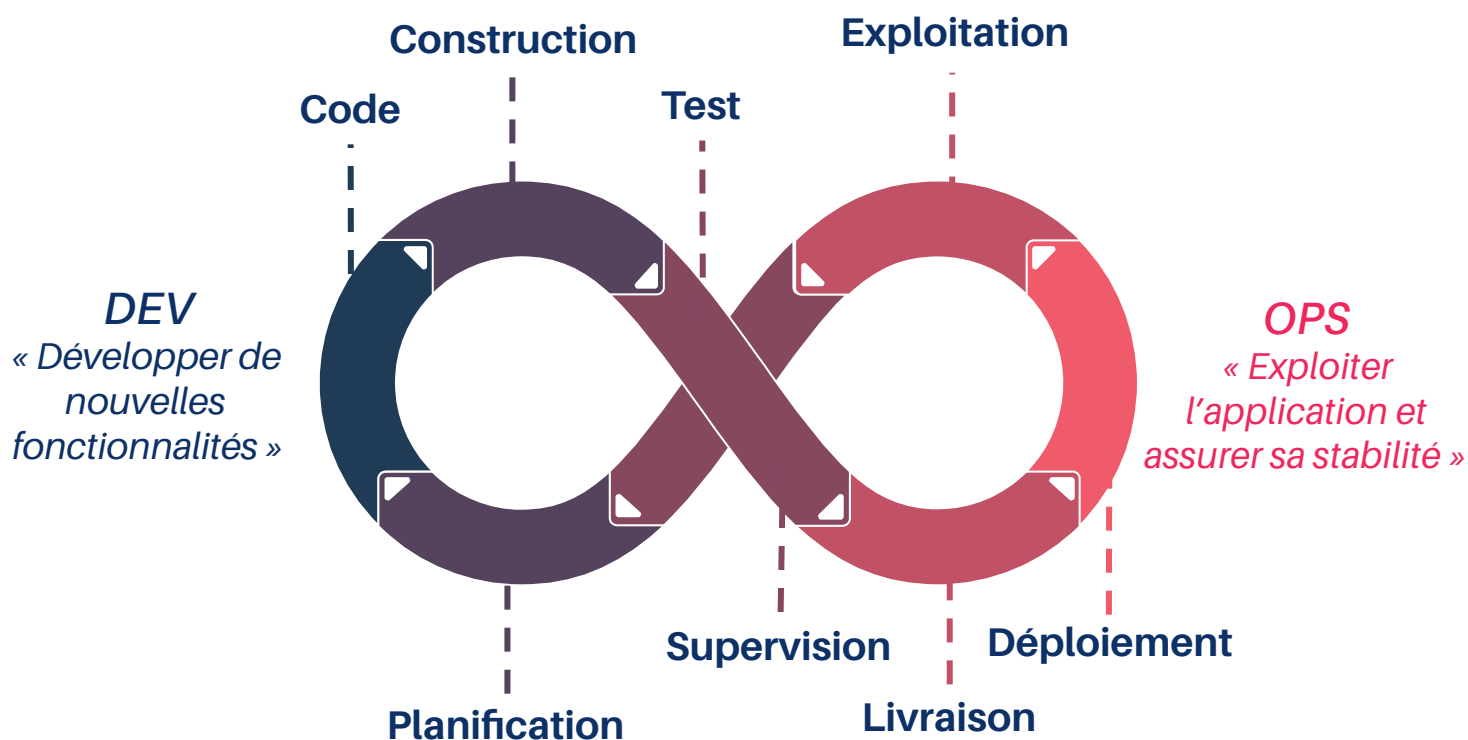 Exploitation
Construction
Code
Test
DEV
« Développer de
nouvelles
fonctionnalités »
OPS
« Exploiter
l’application et
assurer sa stabilité »
Supervision
Déploiement
Planification
Livraison